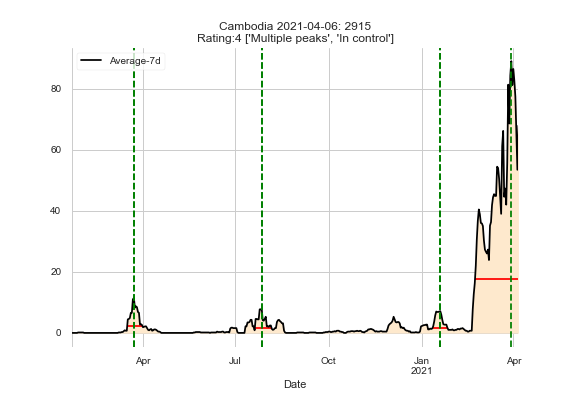 Cambodia 2021-04-06: 2915
Rating:4 ['Multiple peaks', 'In control']
Average-7d
80
60
40
20
0
Apr
Jul
Oct
Jan
2021
Apr
Date